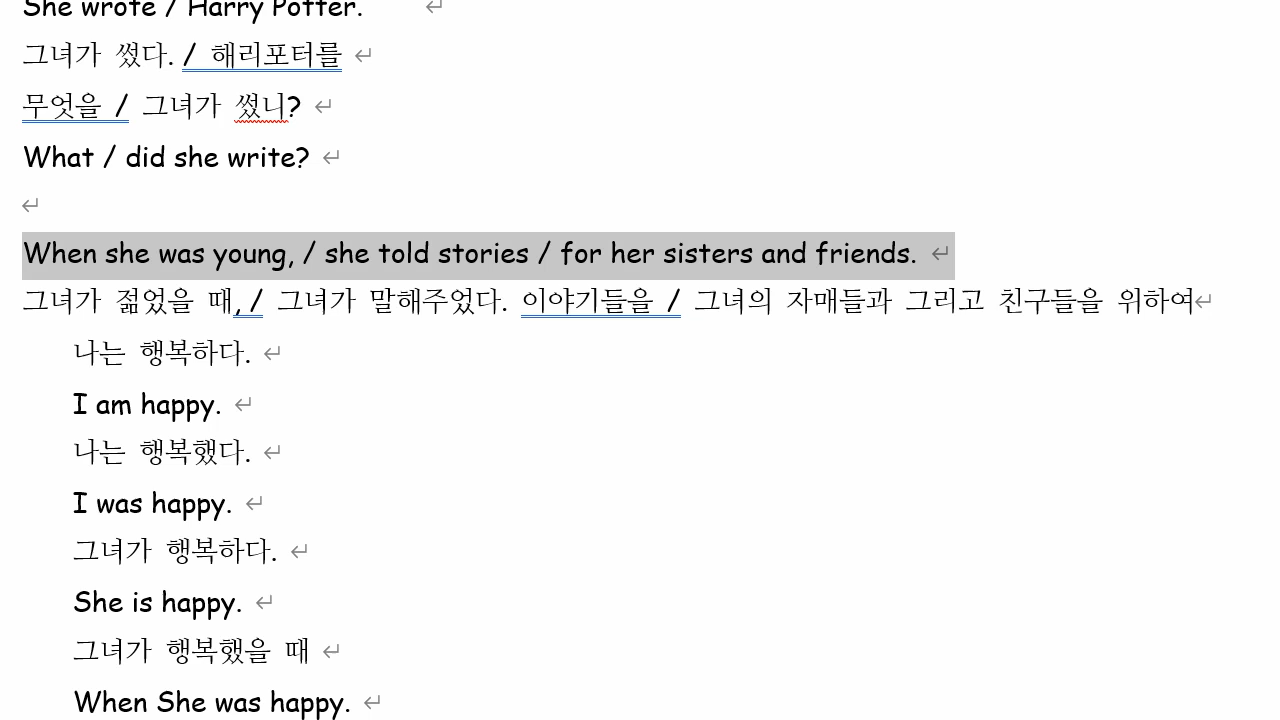 She wrote / Harry Potter.
그녀가 썼다. / 해리포터를
무엇을 / 그녀가 썼니?
What / did she write?
When she was young, / she told stories / for her sisters and friends.
그녀가 젊었을 때, / 그녀가 말해주었다. 이야기들을 / 그녀의 자매들과 그리고 친구들을 위하여
나는 행복하다.
I am happy.
나는 행복했다.
I was happy.
그녀가 행복하다.
She is happy.
그녀가 행복했을 때
When She was happy.